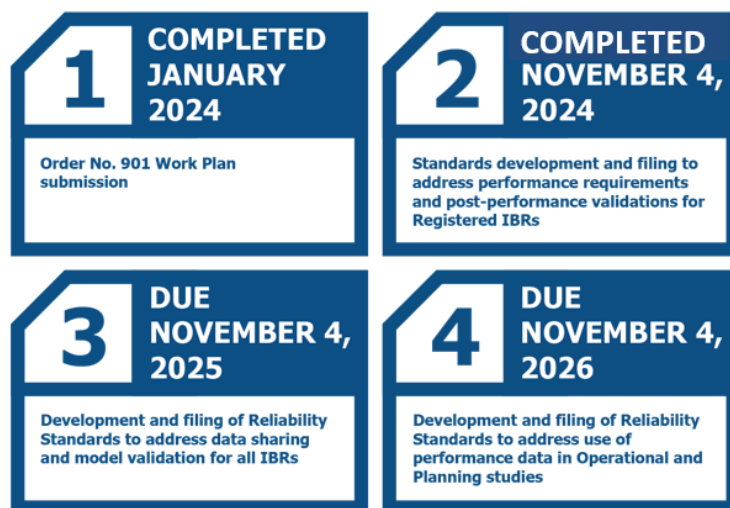 1
COMPLETED
JANUARY
2024
Order No. 901 Work Plan
submission
2
COMPLETED
NOVEMBER 4,
2024
Standards development and filing to
address performance requirements
and post-performance validations for
Registered IBRs
3
DUE
NOVEMBER 4,
2025
Development and filing of Reliability
Standards to address data sharing
and model validation for all IBRs
4
DUE
NOVEMBER 4,
2026
Development and filing of Reliability
Standards to address use of
performance data in Operational and
Planning studies